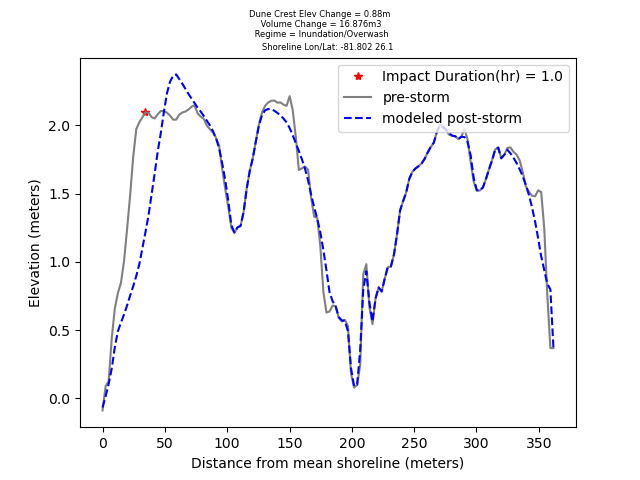 Dune Crest Elev Change = 0.88m
Volume Change = 16.876m3
Regime = Inundation/Overwash
Shoreline Lon/Lat: -81.802 26.1
Impact Duration(hr) = 1.0
pre-storm
modeled post-storm
2.0
1.5
1.0
0.5
0.0
Elevation (meters)
0 50 100 150 200 250 300 350
Distance from mean shoreline (meters)